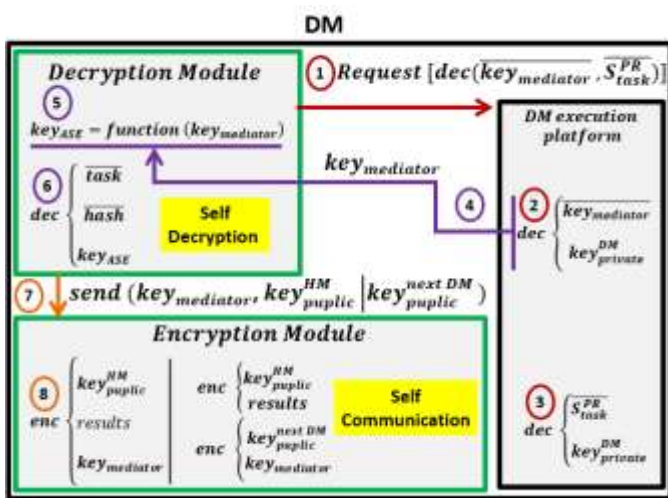 DM
Decryption Module
1 Request [dec(key_mediator , S_task^PR)]
5
key_ASE = function (key_mediator)
DM execution
platform
key_mediator
6
dec { task
hash
key_ASE
Self
Decryption
4
2
dec { key_mediator
key_private^DM
7 send (key_mediator, key_puplic^HM | key_puplic^next DM )
Encryption Module
8
enc { key_puplic^HM
results
key_mediator
enc { key_puplic^HM
results
enc { key_puplic^next DM
key_mediator
Self
Communication
3
dec { S_task^PR
key_private^DM